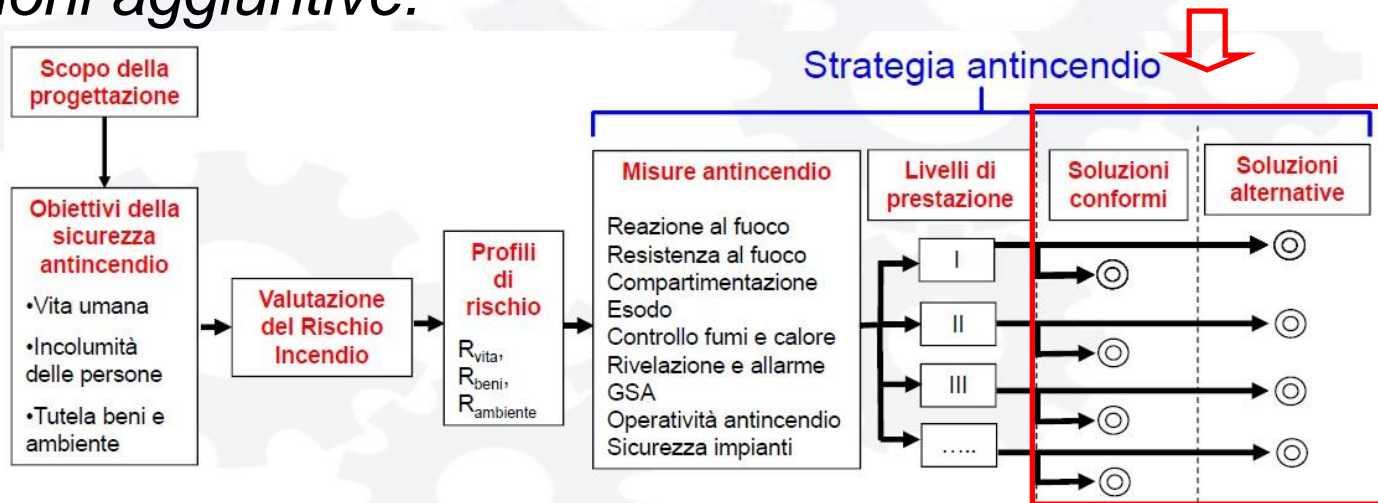 ioni aggiuntive.
Strategia antincendio
Scopo della
progettazione
Obiettivi della
sicurezza
antincendio
•Vita umana
•Incolumità
delle persone
•Tutela beni e
ambiente
Valutazione
del Rischio
Incendio
Profili
di
rischio
Rvita,
Rbeni,
Rambiente
Misure antincendio
Reazione al fuoco
Resistenza al fuoco
Compartimentazione
Esodo
Controllo fumi e calore
Rivelazione e allarme
GSA
Operatività antincendio
Sicurezza impianti
Livelli di
prestazione
I
II
III
.....
Soluzioni
conformi
Soluzioni
alternative